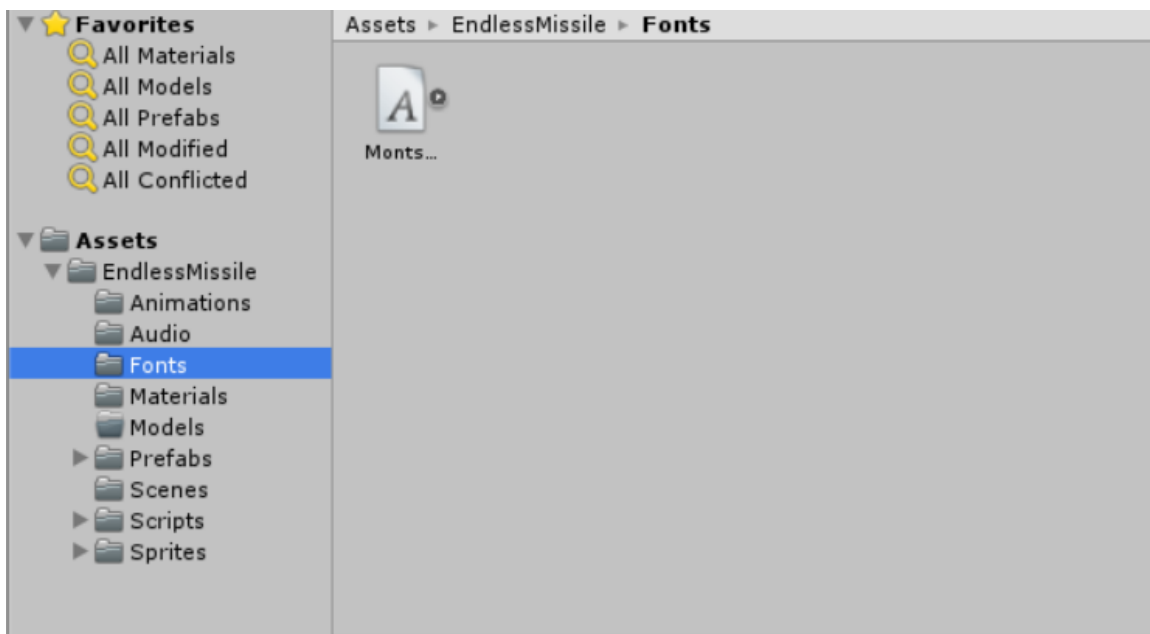 Favorites
All Materials
All Models
All Prefabs
All Modified
All Conflicted
Assets
EndlessMissile
Animations
Audio
Fonts
Materials
Models
Prefabs
Scenes
Scripts
Sprites
Assets ▸ EndlessMissile ▸ Fonts
A
Monts...